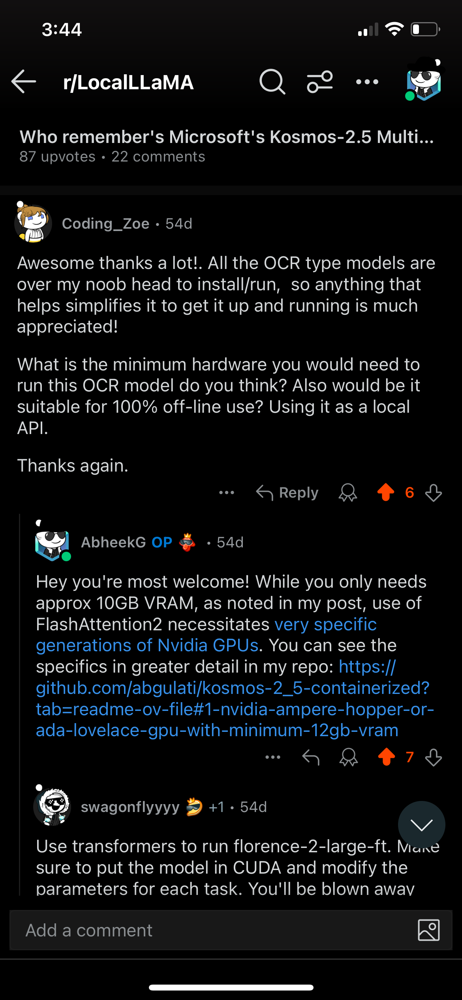 3:44
r/LocalLLaMA
Who remember's Microsoft's Kosmos-2.5 Multi...
87 upvotes • 22 comments
Coding_Zoe • 54d
Awesome thanks a lot!. All the OCR type models are
over my noob head to install/run,  so anything that
helps simplifies it to get it up and running is much
appreciated!
What is the minimum hardware you would need to
run this OCR model do you think? Also would be it
suitable for 100% off-line use? Using it as a local
API.
Thanks again.
Reply 6
AbheekG OP • 54d
Hey you're most welcome! While you only needs
approx 10GB VRAM, as noted in my post, use of
FlashAttention2 necessitates very specific
generations of Nvidia GPUs. You can see the
specifics in greater detail in my repo: https://
github.com/abgulati/kosmos-2_5-containerized?
tab=readme-ov-file#1-nvidia-ampere-hopper-or-
ada-lovelace-gpu-with-minimum-12gb-vram
7
swagonflyyyy +1 • 54d
Use transformers to run florence-2-large-ft. Make
sure to put the model in CUDA and modify the
parameters for each task. You'll be blown away
Add a comment